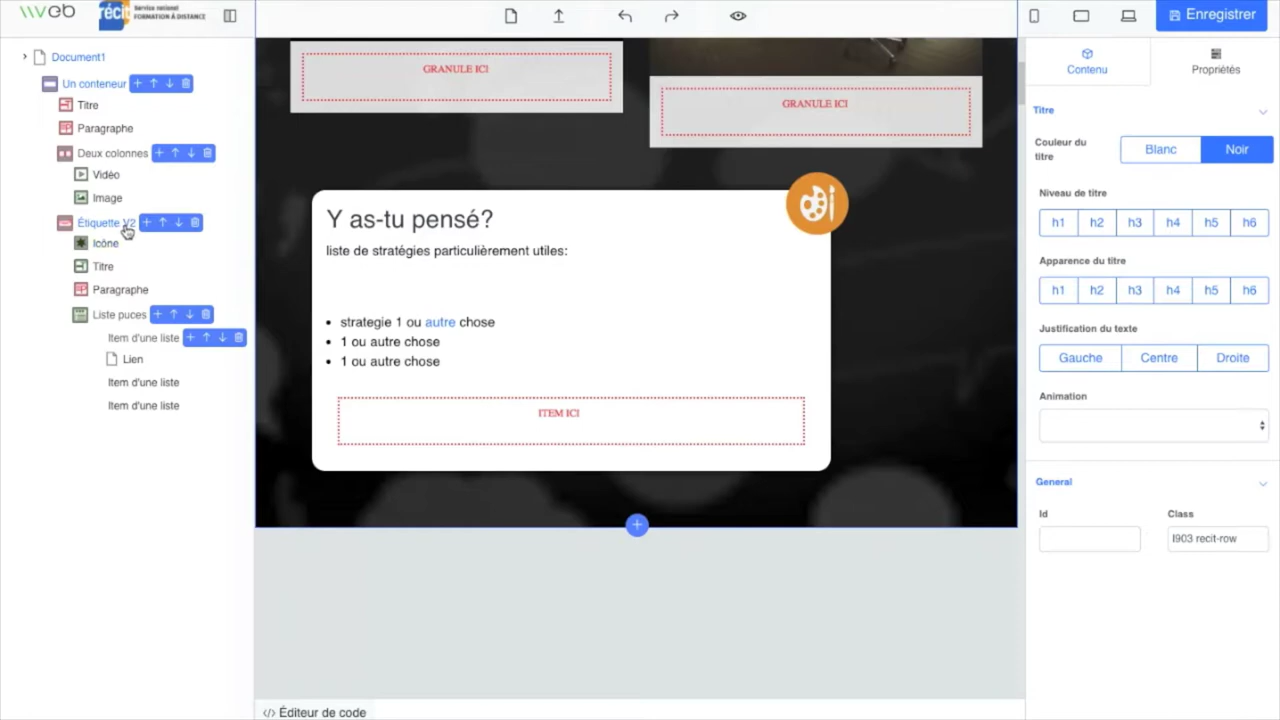 vveb
récit
Service national
FORMATION À DISTANCE
Enregistrer
Document1
Un conteneur
Titre
Paragraphe
Deux colonnes
Vidéo
Image
Étiquette V2
Icône
Titre
Paragraphe
Liste puces
Item d'une liste
Lien
Item d'une liste
Item d'une liste
GRANULE ICI
GRANULE ICI
Y as-tu pensé?
liste de stratégies particulièrement utiles:
• strategie 1 ou autre chose
• 1 ou autre chose
• 1 ou autre chose
ITEM ICI
Éditeur de code
Contenu
Propriétés
Titre
Couleur du
titre
Blanc
Noir
Niveau de titre
h1 h2 h3 h4 h5 h6
Apparence du titre
h1 h2 h3 h4 h5 h6
Justification du texte
Gauche Centre Droite
Animation
General
Id
Class
l903 recit-row